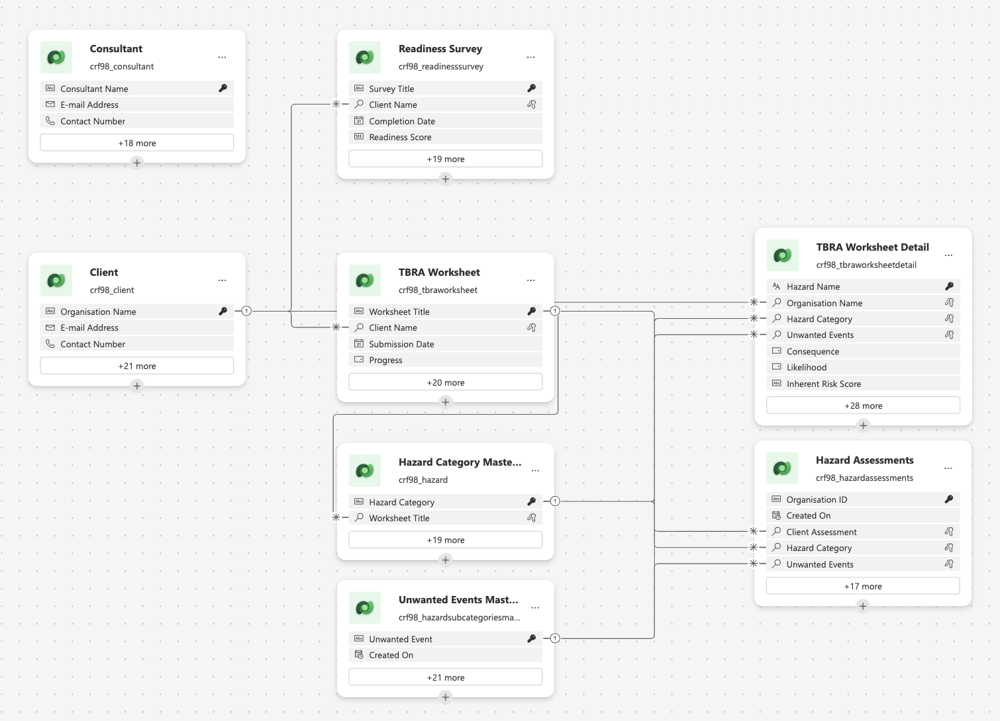 Consultant
crf98_consultant
Consultant Name
E-mail Address
Contact Number
+18 more
Readiness Survey
crf98_readinesssurvey
Survey Title
Client Name
Completion Date
Readiness Score
+19 more
Client
crf98_client
Organisation Name
E-mail Address
Contact Number
+21 more
TBRA Worksheet
crf98_tbraworksheet
Worksheet Title
Client Name
Submission Date
Progress
+20 more
TBRA Worksheet Detail
crf98_tbraworksheetdetail
Hazard Name
Organisation Name
Hazard Category
Unwanted Events
Consequence
Likelihood
Inherent Risk Score
+28 more
Hazard Category Maste...
crf98_hazard
Hazard Category
Worksheet Title
+19 more
Hazard Assessments
crf98_hazardassessments
Organisation ID
Created On
Client Assessment
Hazard Category
Unwanted Events
+17 more
Unwanted Events Mast...
crf98_hazardsubcategoriesma...
Unwanted Event
Created On
+21 more
1
1
1
1